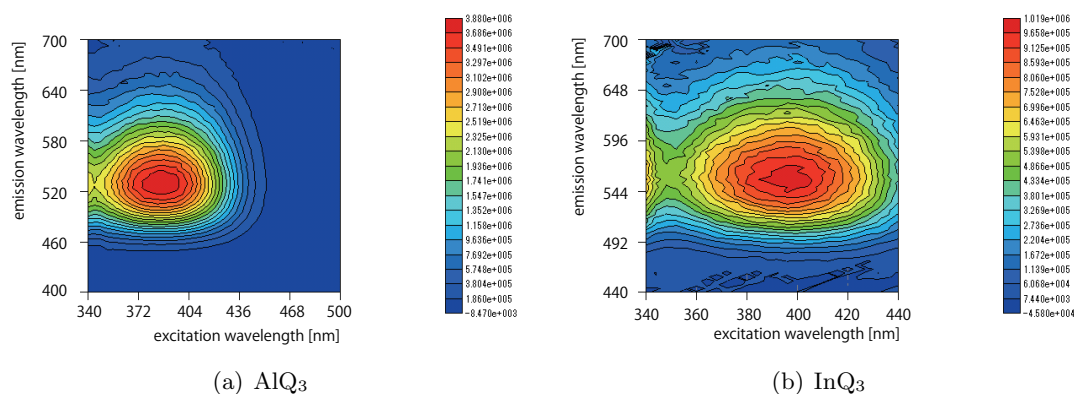 700
640
580
520
460
400
emission wavelength [nm]
340 372 404 436 468 500
excitation wavelength [nm]
3.880e+006
3.686e+006
3.491e+006
3.297e+006
3.102e+006
2.908e+006
2.713e+006
2.519e+006
2.325e+006
2.130e+006
1.936e+006
1.741e+006
1.547e+006
1.352e+006
1.158e+006
9.636e+005
7.692e+005
5.748e+005
3.804e+005
1.860e+005
-8.470e+003
(a) AlQ₃
700
648
596
544
492
440
emission wavelength [nm]
340 360 380 400 420 440
excitation wavelength [nm]
1.019e+006
9.658e+005
9.125e+005
8.593e+005
8.060e+005
7.528e+005
6.996e+005
6.463e+005
5.931e+005
5.398e+005
4.866e+005
4.334e+005
3.801e+005
3.269e+005
2.736e+005
2.204e+005
1.672e+005
1.139e+005
6.068e+004
7.440e+003
-4.580e+004
(b) InQ₃